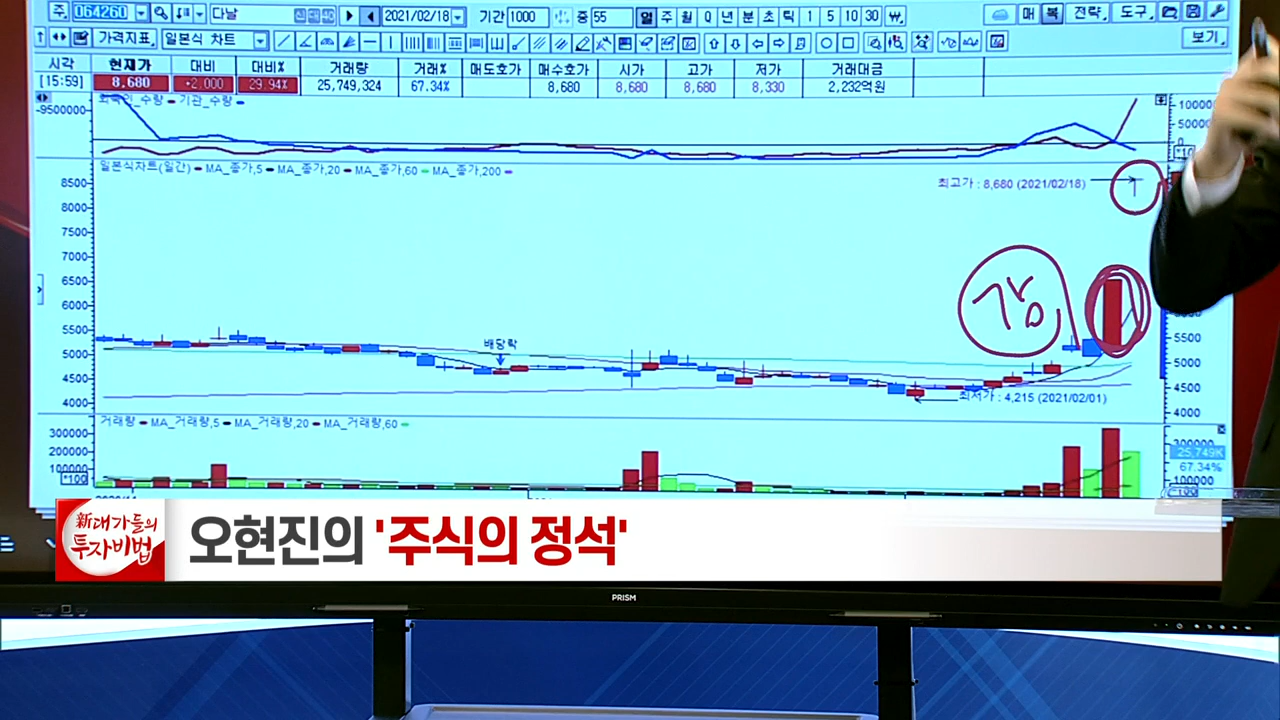 주 064260 다날 2021/02/18 기간 1000 중 55 일 주 월 Q 년 분 초 틱 1 5 10 30 매 복 전략 도구
가격지표 일본식 차트 보기
시각 현재가 대비 대비% 거래량 거래% 매도호가 매수호가 시가 고가 저가 거래대금
[15:59] 8,680 +2,000 29.94% 25,749,324 67.34% 8,680 8,680 8,680 8,330 2,232억원
외국인_수량 기관_수량
-9500000 100000
50000
0
일본식차트(일간) MA_종가,5 MA_종가,20 MA_종가,60 MA_종가,200
최고가 : 8,680 (2021/02/18)
8500
8000
7500
7000
6500
6000
5500 5500
5000 5000
4500 4500
4000 4000
배당락
최저가 : 4,215 (2021/02/01)
갑
거래량 MA_거래량,5 MA_거래량,20 MA_거래량,60
300000 300000
200000 25,749K
100000 67.34%
[*100 100000
新대가들의
투자비법
오현진의 '주식의 정석'
PRISM